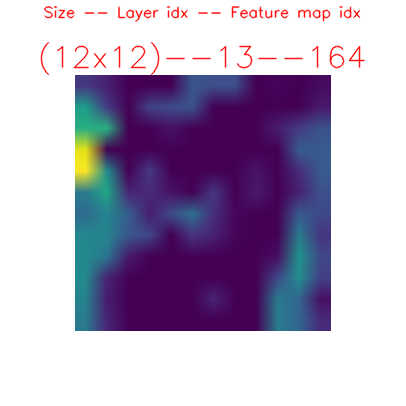 Size -- Layer idx -- Feature map idx
(12x12)--13--164